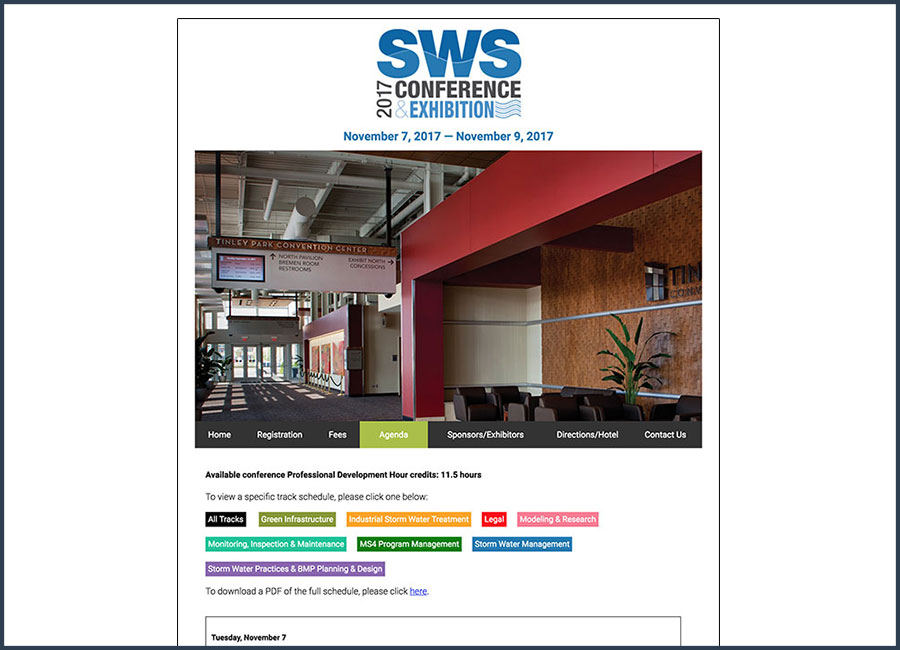 SWS
2017 CONFERENCE
& EXHIBITION
November 7, 2017 — November 9, 2017
TINLEY PARK CONVENTION CENTER
NORTH PAVILION
BREMEN ROOM
RESTROOMS
EXHIBIT NORTH
CONCESSIONS
TIN
CONV
Home Registration Fees Agenda Sponsors/Exhibitors Directions/Hotel Contact Us
Available conference Professional Development Hour credits: 11.5 hours
To view a specific track schedule, please click one below:
All Tracks Green Infrastructure Industrial Storm Water Treatment Legal Modeling & Research
Monitoring, Inspection & Maintenance MS4 Program Management Storm Water Management
Storm Water Practices & BMP Planning & Design
To download a PDF of the full schedule, please click here.
Tuesday, November 7